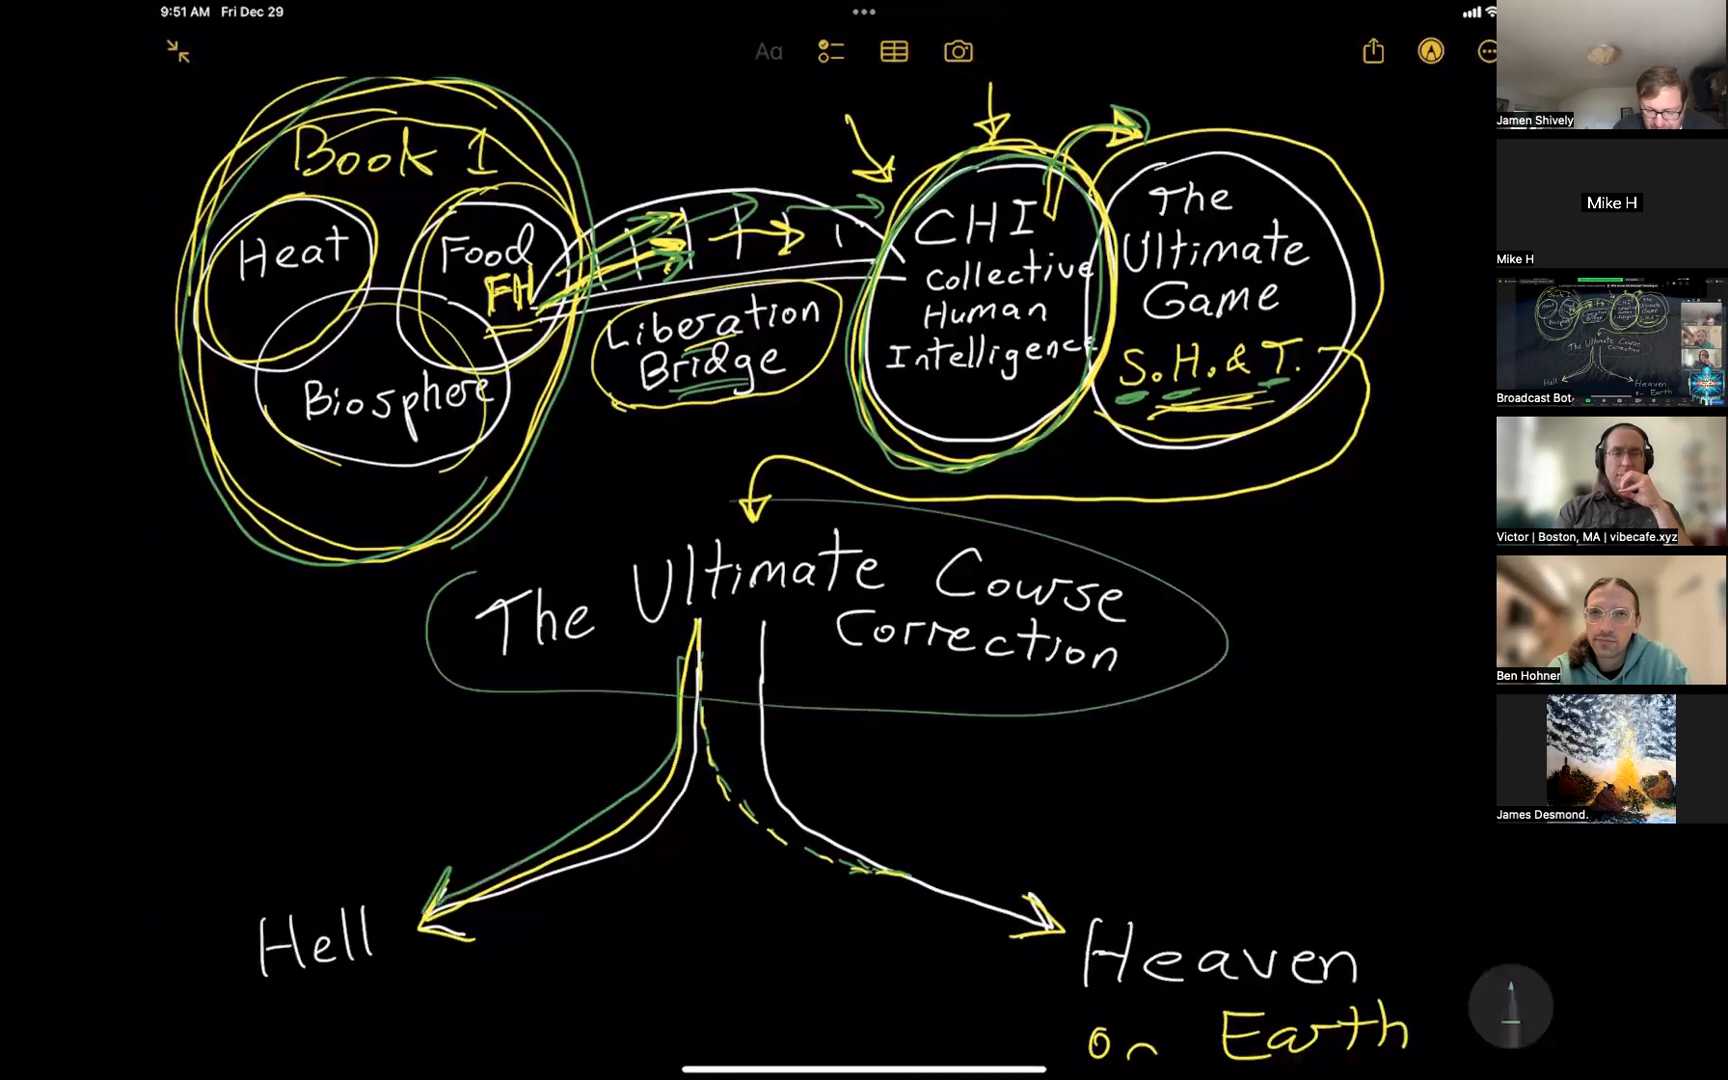 9:51 AM Fri Dec 29
Aa
Book 1
Heat
Food
FH
Biosphere
Liberation
Bridge
CHI
Collective
Human
Intelligence
The
Ultimate
Game
S. H. & T.
The Ultimate Course
Correction
Hell
Heaven
on Earth
Jamen Shively
Mike H
Mike H
Broadcast Bot
Victor | Boston, MA | vibecafe.xyz
Ben Hohner
James Desmond.